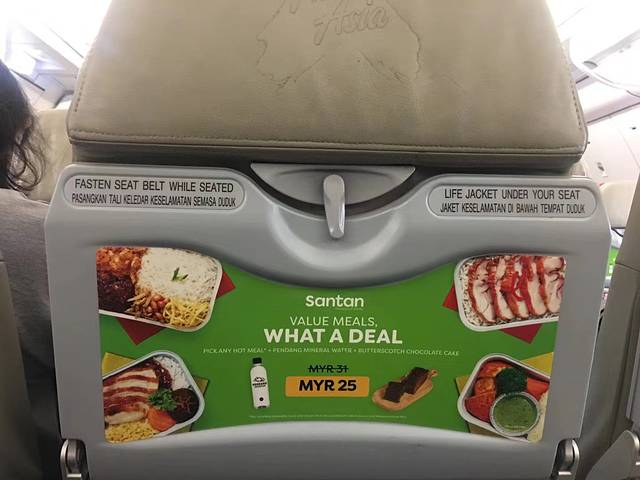 Asia
FASTEN SEAT BELT WHILE SEATED
PASANGKAN TALI KELEDAR KESELAMATAN SEMASA DUDUK
LIFE JACKET UNDER YOUR SEAT
JAKET KESELAMATAN DI BAWAH TEMPAT DUDUK
Santan
VALUE MEALS,
WHAT A DEAL
PICK ANY HOT MEAL* + PENDANG MINERAL WATER + BUTTERSCOTCH CHOCOLATE CAKE
MYR 31
MYR 25